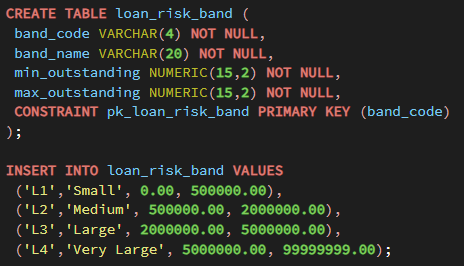 CREATE TABLE loan_risk_band (
band_code VARCHAR(4) NOT NULL,
band_name VARCHAR(20) NOT NULL,
min_outstanding NUMERIC(15,2) NOT NULL,
max_outstanding NUMERIC(15,2) NOT NULL,
CONSTRAINT pk_loan_risk_band PRIMARY KEY (band_code)
);
INSERT INTO loan_risk_band VALUES
('L1','Small', 0.00, 500000.00),
('L2','Medium', 500000.00, 2000000.00),
('L3','Large', 2000000.00, 5000000.00),
('L4','Very Large', 5000000.00, 99999999.00);